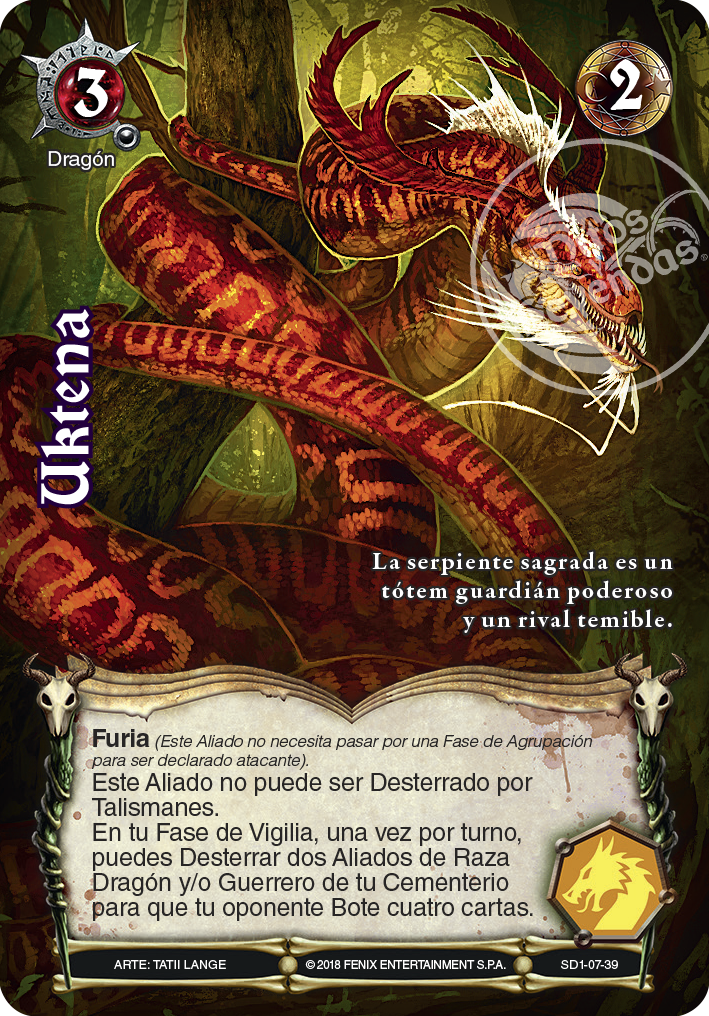 3
2
Dragón
Mitos
Leyendas®
Uktena
La serpiente sagrada es un
tótem guardián poderoso
y un rival temible.
Furia (Este Aliado no necesita pasar por una Fase de Agrupación
para ser declarado atacante).
Este Aliado no puede ser Desterrado por
Talismanes.
En tu Fase de Vigilia, una vez por turno,
puedes Desterrar dos Aliados de Raza
Dragón y/o Guerrero de tu Cementerio
para que tu oponente Bote cuatro cartas.
ARTE: TATII LANGE
© 2018 FENIX ENTERTAINMENT S.P.A.
SD1-07-39